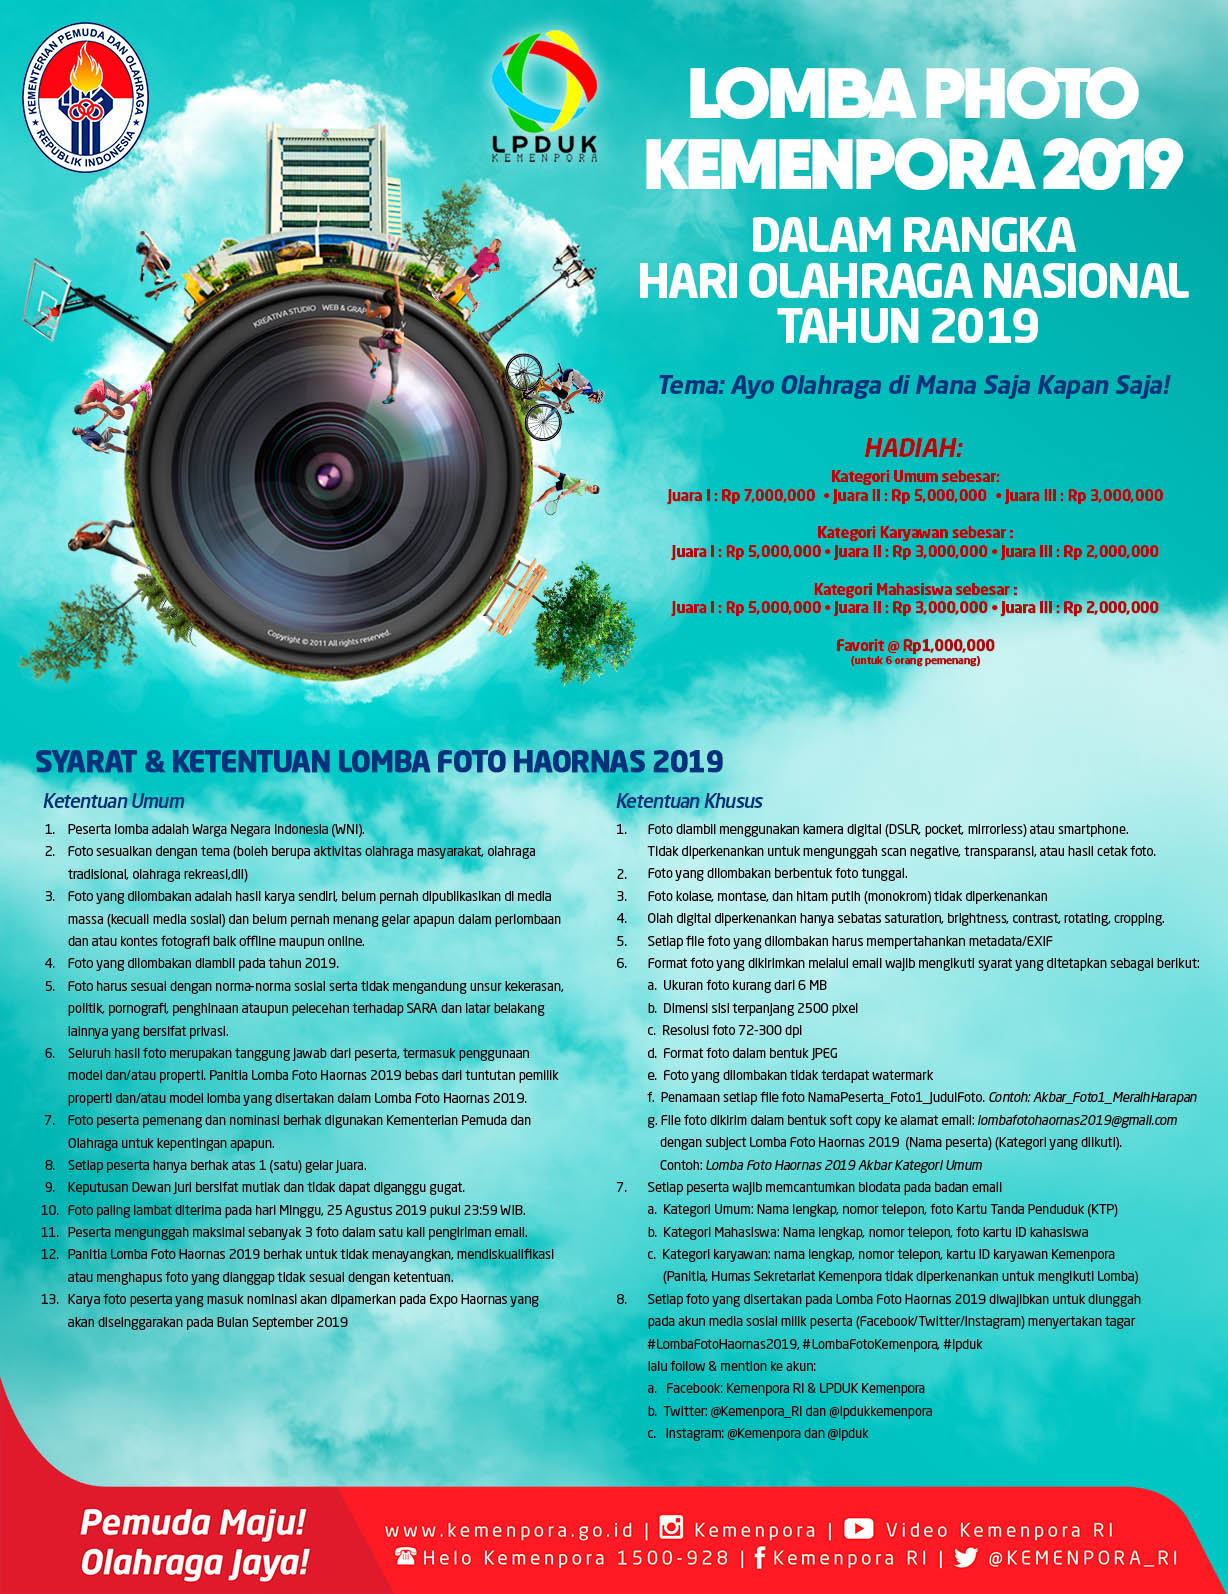 KEMENTERIAN PEMUDA DAN OLAHRAGA
REPUBLIK INDONESIA
LPDUK
KEMENPORA
LOMBA PHOTO
KEMENPORA 2019
DALAM RANGKA
HARI OLAHRAGA NASIONAL
TAHUN 2019
Tema: Ayo Olahraga di Mana Saja Kapan Saja!
KREATIVA STUDIO WEB &
Copyright © 2011 All rights reserved.
HADIAH:
Kategori Umum sebesar:
Juara I : Rp 7,000,000 • Juara II : Rp 5,000,000 • Juara III : Rp 3,000,000
Kategori Karyawan sebesar :
Juara I : Rp 5,000,000 • Juara II : Rp 3,000,000 • Juara III : Rp 2,000,000
Kategori Mahasiswa sebesar :
Juara I : Rp 5,000,000 • Juara II : Rp 3,000,000 • Juara III : Rp 2,000,000
Favorit @ Rp1,000,000
(untuk 6 orang pemenang)
SYARAT & KETENTUAN LOMBA FOTO HAORNAS 2019
Ketentuan Umum
1. Peserta lomba adalah Warga Negara Indonesia (WNI).
2. Foto sesuaikan dengan tema (boleh berupa aktivitas olahraga masyarakat, olahraga
tradisional, olahraga rekreasi,dll)
3. Foto yang dilombakan adalah hasil karya sendiri, belum pernah dipublikasikan di media
massa (kecuali media sosial) dan belum pernah menang gelar apapun dalam perlombaan
dan atau kontes fotografi baik offline maupun online.
4. Foto yang dilombakan diambil pada tahun 2019.
5. Foto harus sesuai dengan norma-norma sosial serta tidak mengandung unsur kekerasan,
politik, pornografi, penghinaan ataupun pelecehan terhadap SARA dan latar belakang
lainnya yang bersifat privasi.
6. Seluruh hasil foto merupakan tanggung jawab dari peserta, termasuk penggunaan
model dan/atau properti. Panitia Lomba Foto Haornas 2019 bebas dari tuntutan pemilik
properti dan/atau model lomba yang disertakan dalam Lomba Foto Haornas 2019.
7. Foto peserta pemenang dan nominasi berhak digunakan Kementerian Pemuda dan
Olahraga untuk kepentingan apapun.
8. Setiap peserta hanya berhak atas 1 (satu) gelar juara.
9. Keputusan Dewan Juri bersifat mutlak dan tidak dapat diganggu gugat.
10. Foto paling lambat diterima pada hari Minggu, 25 Agustus 2019 pukul 23:59 WIB.
11. Peserta mengunggah maksimal sebanyak 3 foto dalam satu kali pengiriman email.
12. Panitia Lomba Foto Haornas 2019 berhak untuk tidak menayangkan, mendiskualifikasi
atau menghapus foto yang dianggap tidak sesuai dengan ketentuan.
13. Karya foto peserta yang masuk nominasi akan dipamerkan pada Expo Haornas yang
akan diseinggarakan pada Bulan September 2019
Ketentuan Khusus
1. Foto diambil menggunakan kamera digital (DSLR, pocket, mirrorless) atau smartphone.
Tidak diperkenankan untuk mengunggah scan negative, transparansi, atau hasil cetak foto.
2. Foto yang dilombakan berbentuk foto tunggal.
3. Foto kolase, montase, dan hitam putih (monokrom) tidak diperkenankan
4. Olah digital diperkenankan hanya sebatas saturation, brightness, contrast, rotating, cropping.
5. Setiap file foto yang dilombakan harus mempertahankan metadata/EXIF
6. Format foto yang dikirimkan melalui email wajib mengikuti syarat yang ditetapkan sebagai berikut:
a. Ukuran foto kurang dari 6 MB
b. Dimensi sisi terpanjang 2500 pixel
c. Resolusi foto 72-300 dpi
d. Format foto dalam bentuk JPEG
e. Foto yang dilombakan tidak terdapat watermark
f. Penamaan setiap file foto NamaPeserta_Foto1_JudulFoto. Contoh: Akbar_Foto1_MeraihHarapan
g. File foto dikirim dalam bentuk soft copy ke alamat email: lombafotohaornas2019@gmail.com
dengan subject Lomba Foto Haornas 2019 (Nama peserta) (Kategori yang diikuti).
Contoh: Lomba Foto Haornas 2019 Akbar Kategori Umum
7. Setiap peserta wajib memcantumkan biodata pada badan email
a. Kategori Umum: Nama lengkap, nomor telepon, foto Kartu Tanda Penduduk (KTP)
b. Kategori Mahasiswa: Nama lengkap, nomor telepon, foto kartu ID kahasiswa
c. Kategori karyawan: nama lengkap, nomor telepon, kartu ID karyawan Kemenpora
(Panitia, Humas Sekretariat Kemenpora tidak diperkenankan untuk mengikuti Lomba)
8. Setiap foto yang disertakan pada Lomba Foto Haornas 2019 diwajibkan untuk diunggah
pada akun media sosial milik peserta (Facebook/Twitter/Instagram) menyertakan tagar
#LombaFotoHaornas2019, #LombaFotoKemenpora, #lpduk
lalu follow & mention ke akun:
a. Facebook: Kemenpora RI & LPDUK Kemenpora
b. Twitter: @Kemenpora_RI dan @lpdukkemenpora
c. Instagram: @Kemenpora dan @lpduk
Pemuda Maju!
Olahraga Jaya!
www.kemenpora.go.id | Kemenpora | Video Kemenpora RI
Helo Kemenpora 1500-928 | Kemenpora RI | @KEMENPORA_RI